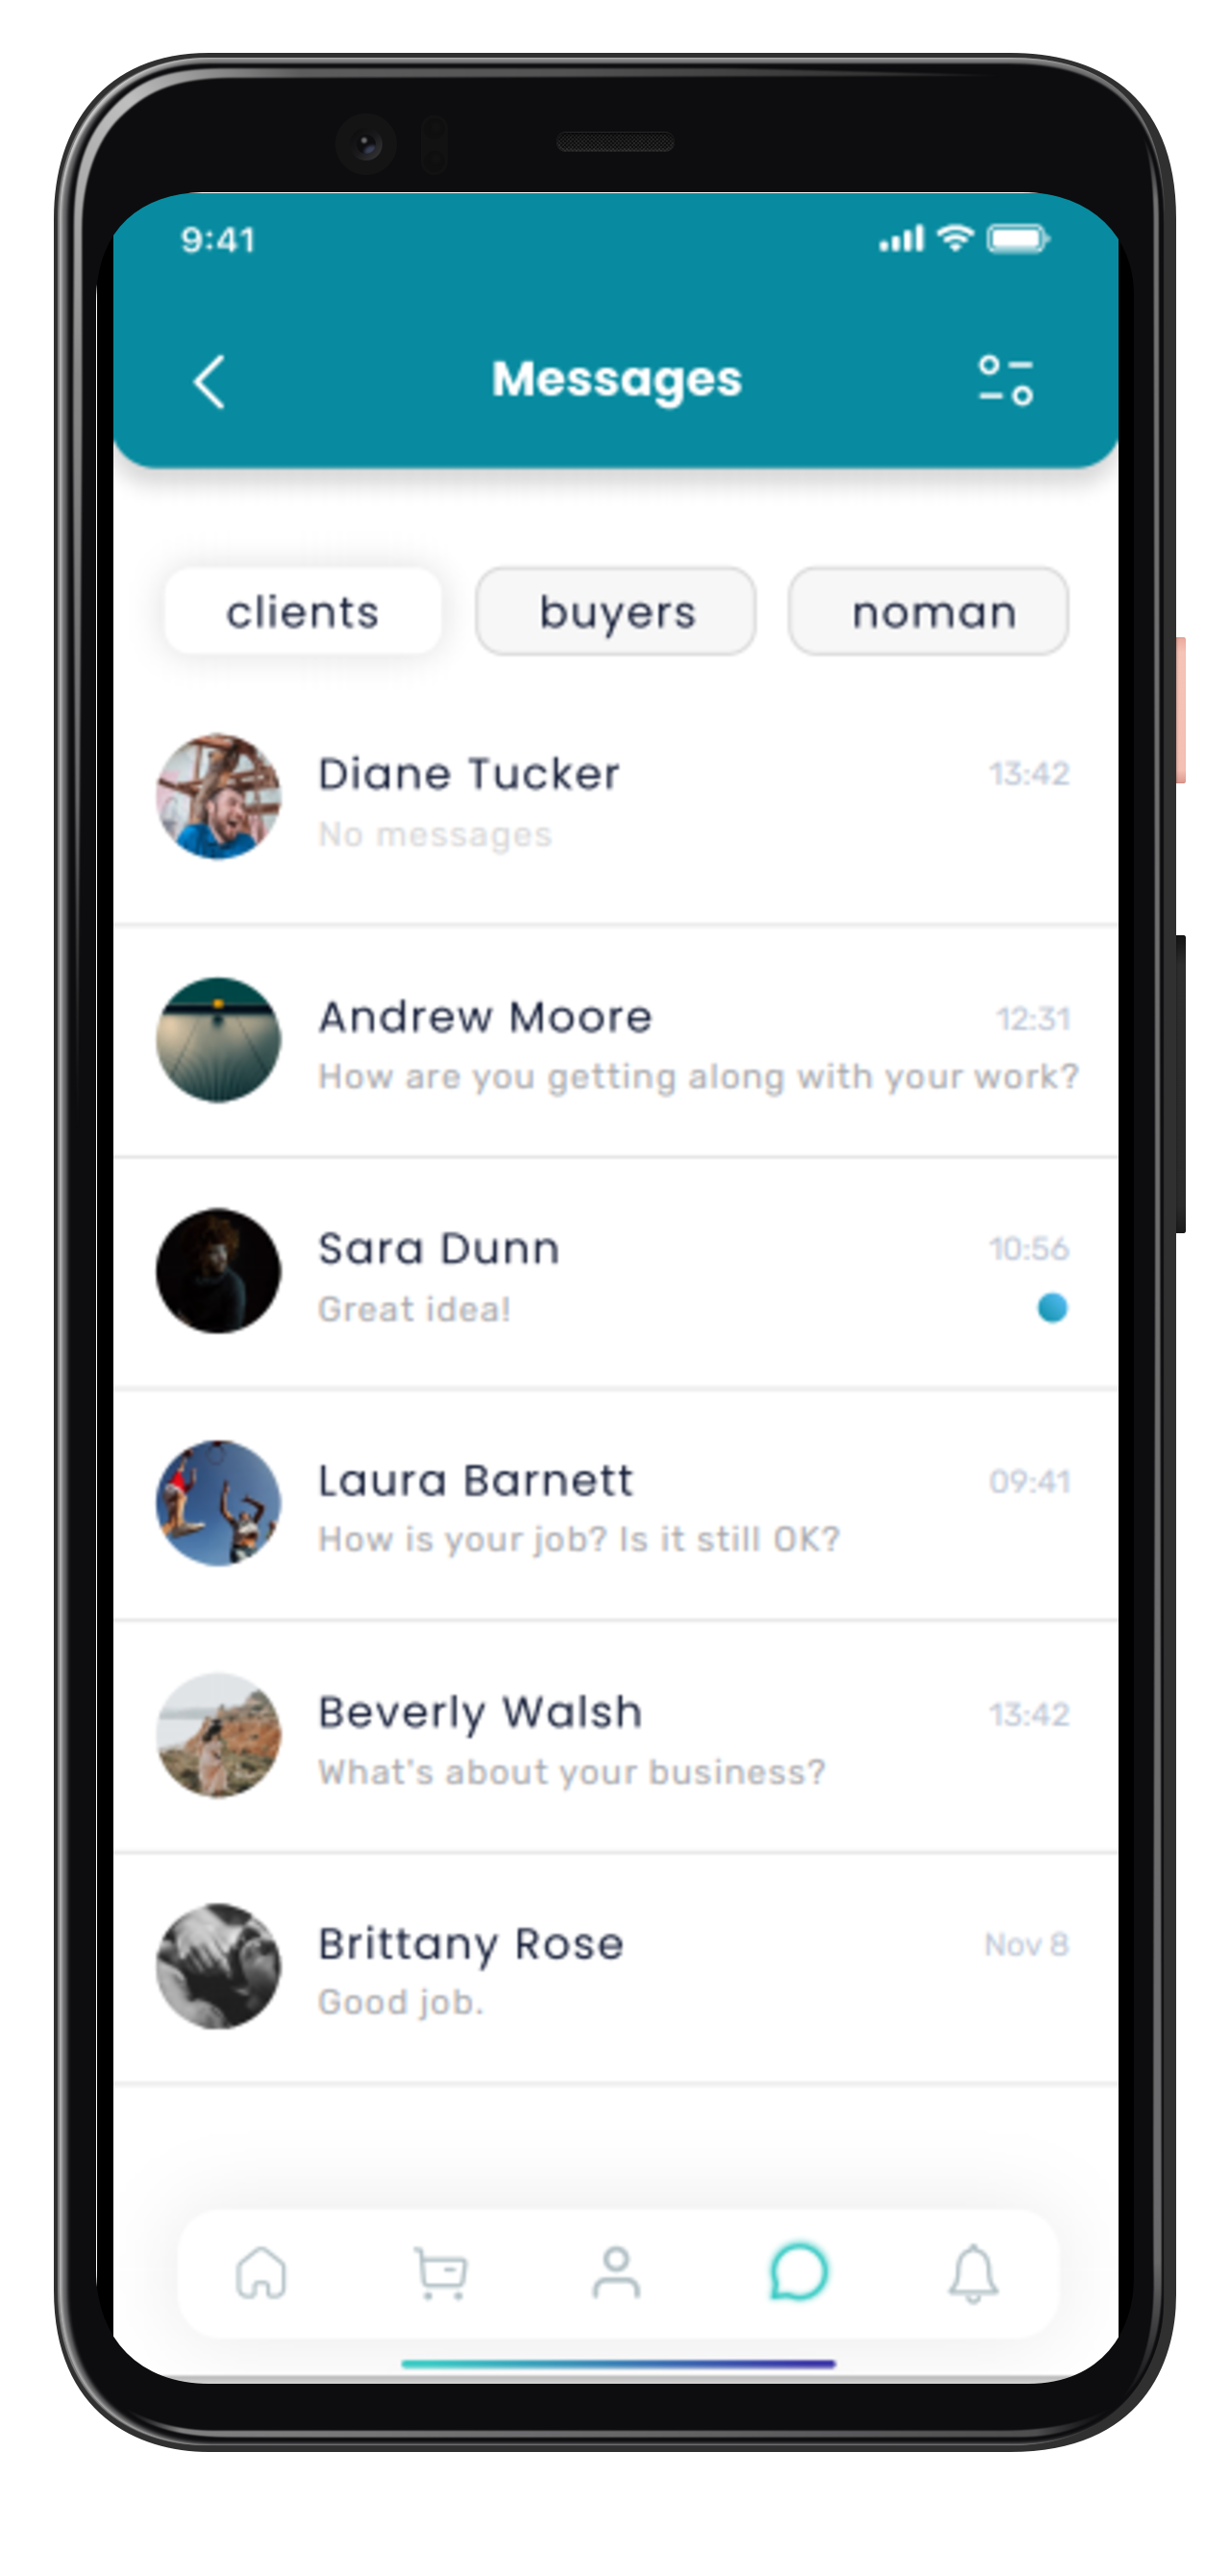 9:41
Messages
clients buyers noman
Diane Tucker 13:42
No messages
Andrew Moore 12:31
How are you getting along with your work?
Sara Dunn 10:56
Great idea!
Laura Barnett 09:41
How is your job? Is it still OK?
Beverly Walsh 13:42
What's about your business?
Brittany Rose Nov 8
Good job.